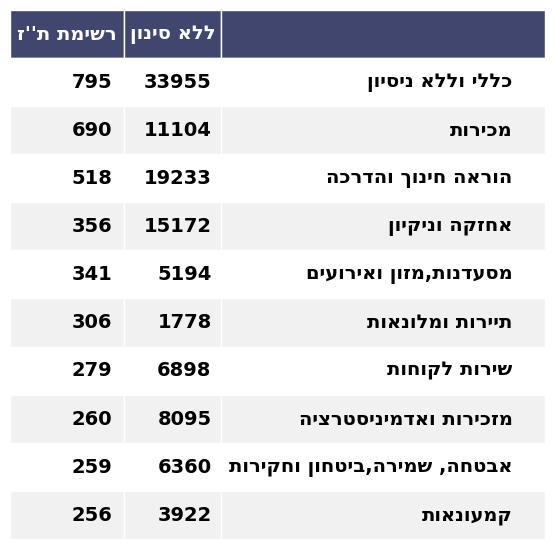 ללא סינון רשימת ת''ז
כללי וללא ניסיון 33955 795
מכירות 11104 690
הוראה חינוך והדרכה 19233 518
אחזקה וניקיון 15172 356
מסעדנות,מזון ואירועים 5194 341
תיירות ומלונאות 1778 306
שירות לקוחות 6898 279
מזכירות ואדמיניסטרציה 8095 260
אבטחה, שמירה,ביטחון וחקירות 6360 259
קמעונאות 3922 256